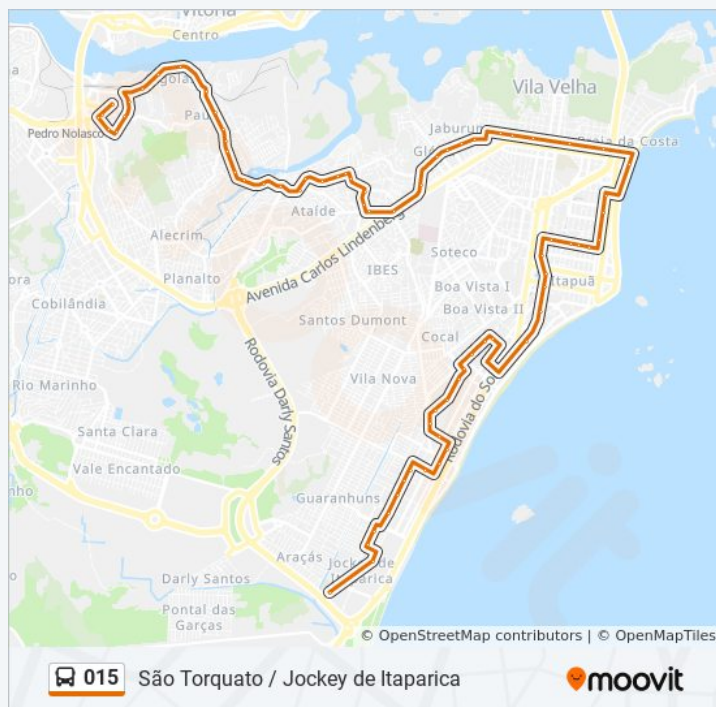 Vitória
Centro
Vila Velha
Pau
Pedro Nolasco
Jaburun
Praia da Costa
Gló
Ataíde
Alecrim
Soteco
Avenida Carlos Lindenberg
Planalto
IBES
Itapuã
Boa Vista I
Boa Vista II
Cobilândia
Santos Dumont
Cocal
Vila Nova
Rio Marinho
Rodovia Darly Santos
Rodovia do Sol
Santa Clara
Vale Encantado
Guaranhuns
Araçás
Jockey de
Itaparica
Darly Santos
Pontal das
Garças
© OpenStreetMap contributors | © OpenMapTiles
015 São Torquato / Jockey de Itaparica
moovit